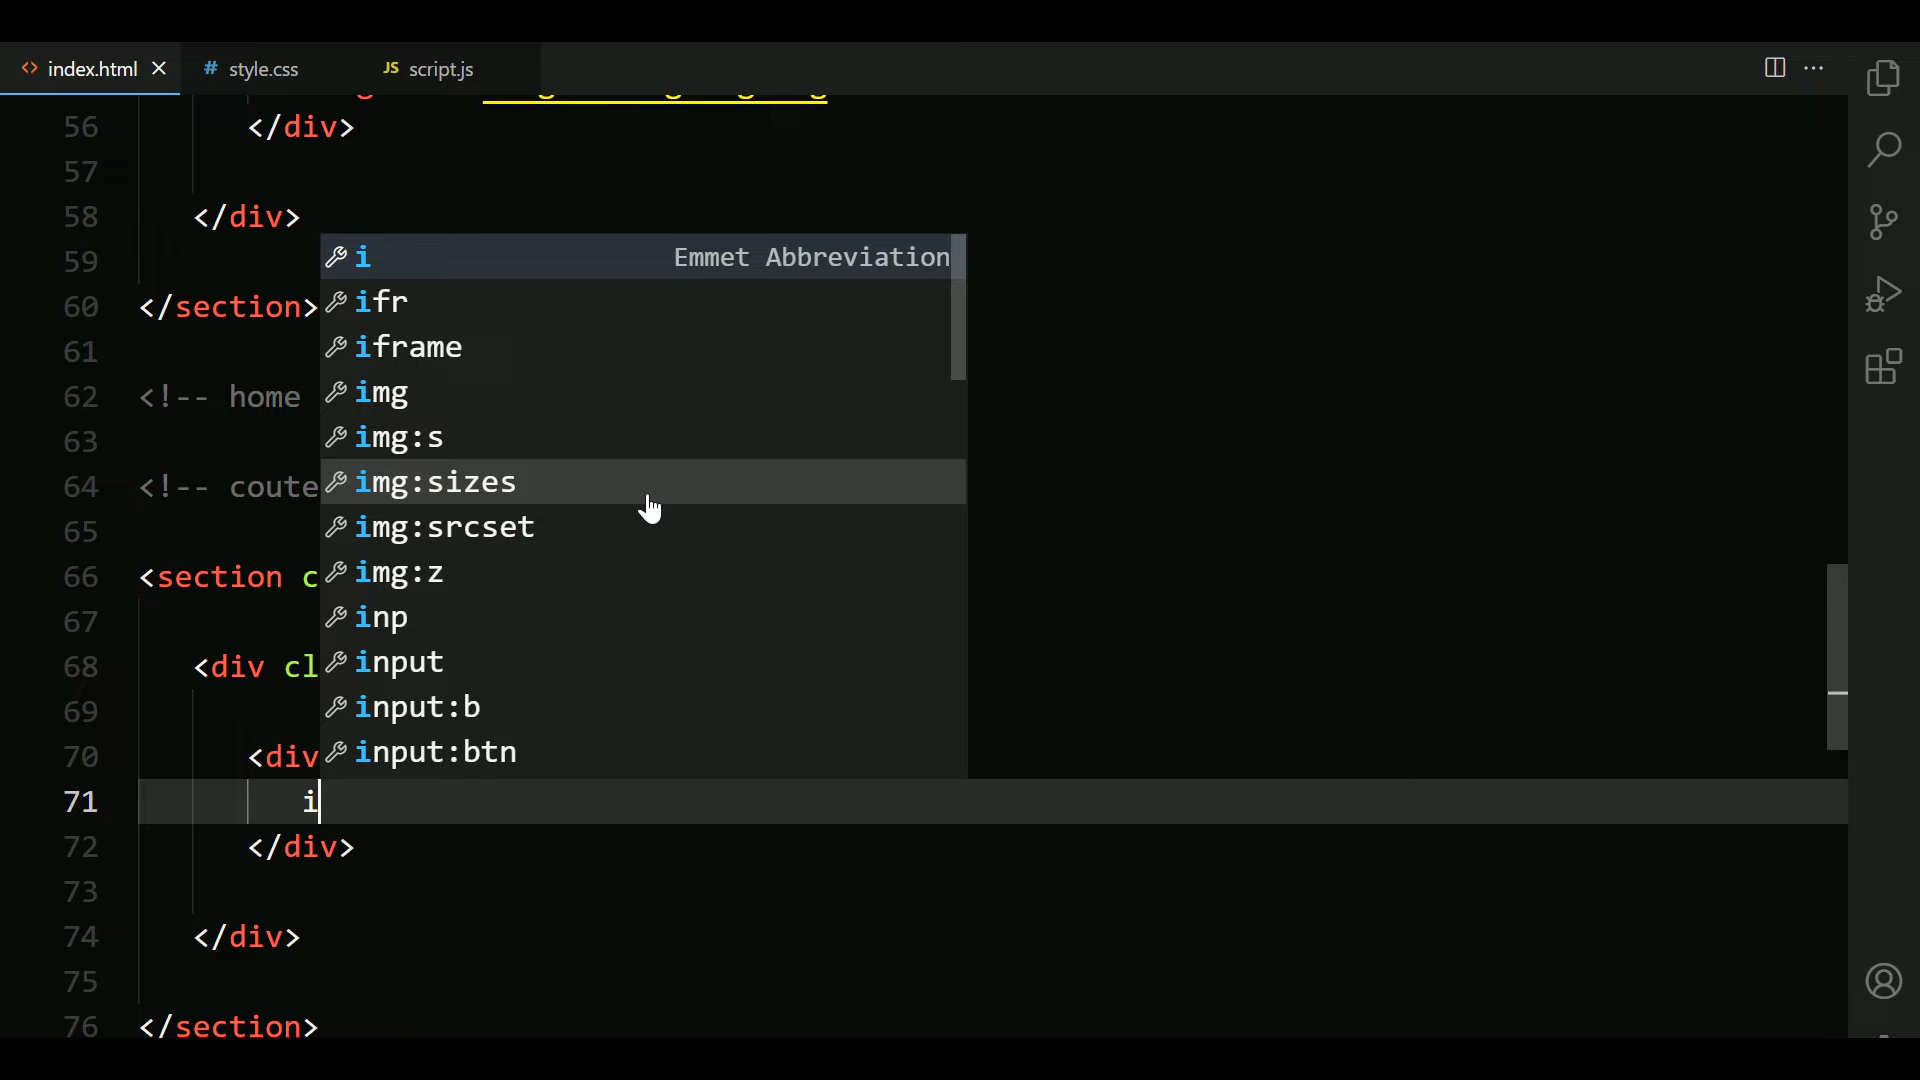 index.html
# style.css
JS script.js
56 </div>
57
58 </div>
59
i Emmet Abbreviation
ifr
60 </section>
iframe
61
img
62 <!-- home
img:s
63
img:sizes
64 <!-- coute
img:srcset
65
img:z
66 <section c
inp
67
input
68 <div cl
input:b
69
input:btn
70 <div
71 i
72 </div>
73
74 </div>
75
76 </section>